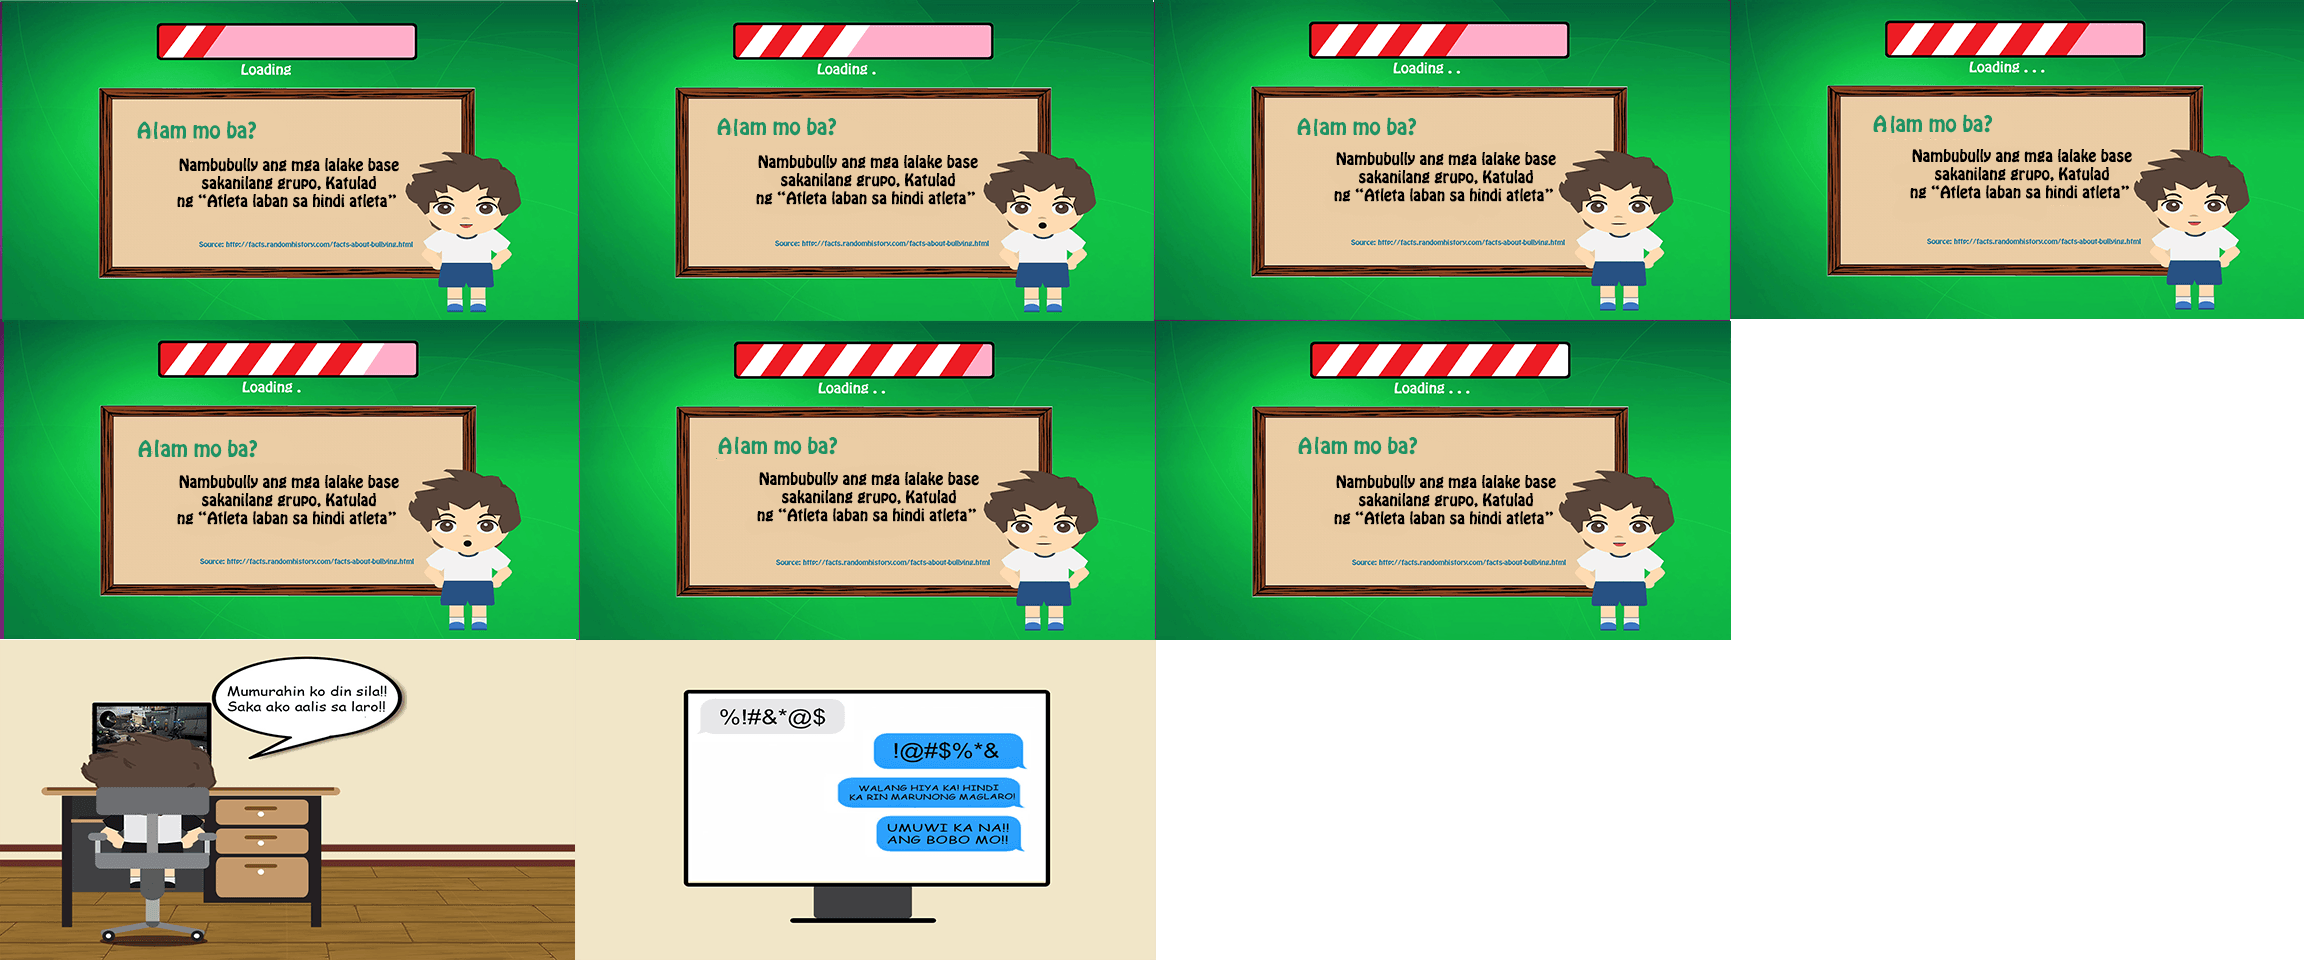 Loading
Alam mo ba?
Nambubully ang mga lalake base
sakanilang grupo, Katulad
ng “Atleta laban sa hindi atleta”
Source: http://facts.randomhistory.com/facts-about-bullying.html
Loading .
Alam mo ba?
Nambubully ang mga lalake base
sakanilang grupo, Katulad
ng “Atleta laban sa hindi atleta”
Source: http://facts.randomhistory.com/facts-about-bullying.html
Loading . .
Alam mo ba?
Nambubully ang mga lalake base
sakanilang grupo, Katulad
ng “Atleta laban sa hindi atleta”
Source: http://facts.randomhistory.com/facts-about-bullying.html
Loading . . .
Alam mo ba?
Nambubully ang mga lalake base
sakanilang grupo, Katulad
ng “Atleta laban sa hindi atleta”
Source: http://facts.randomhistory.com/facts-about-bullying.html
Loading .
Alam mo ba?
Nambubully ang mga lalake base
sakanilang grupo, Katulad
ng “Atleta laban sa hindi atleta”
Source: http://facts.randomhistory.com/facts-about-bullying.html
Loading . .
Alam mo ba?
Nambubully ang mga lalake base
sakanilang grupo, Katulad
ng “Atleta laban sa hindi atleta”
Source: http://facts.randomhistory.com/facts-about-bullying.html
Loading . . .
Alam mo ba?
Nambubully ang mga lalake base
sakanilang grupo, Katulad
ng “Atleta laban sa hindi atleta”
Source: http://facts.randomhistory.com/facts-about-bullying.html
Mumurahin ko din sila!!
Saka ako aalis sa laro!!
%!#&*@$
!@#$%*&
WALANG HIYA KA! HINDI
KA RIN MARUNONG MAGLARO!
UMUWI KA NA!!
ANG BOBO MO!!